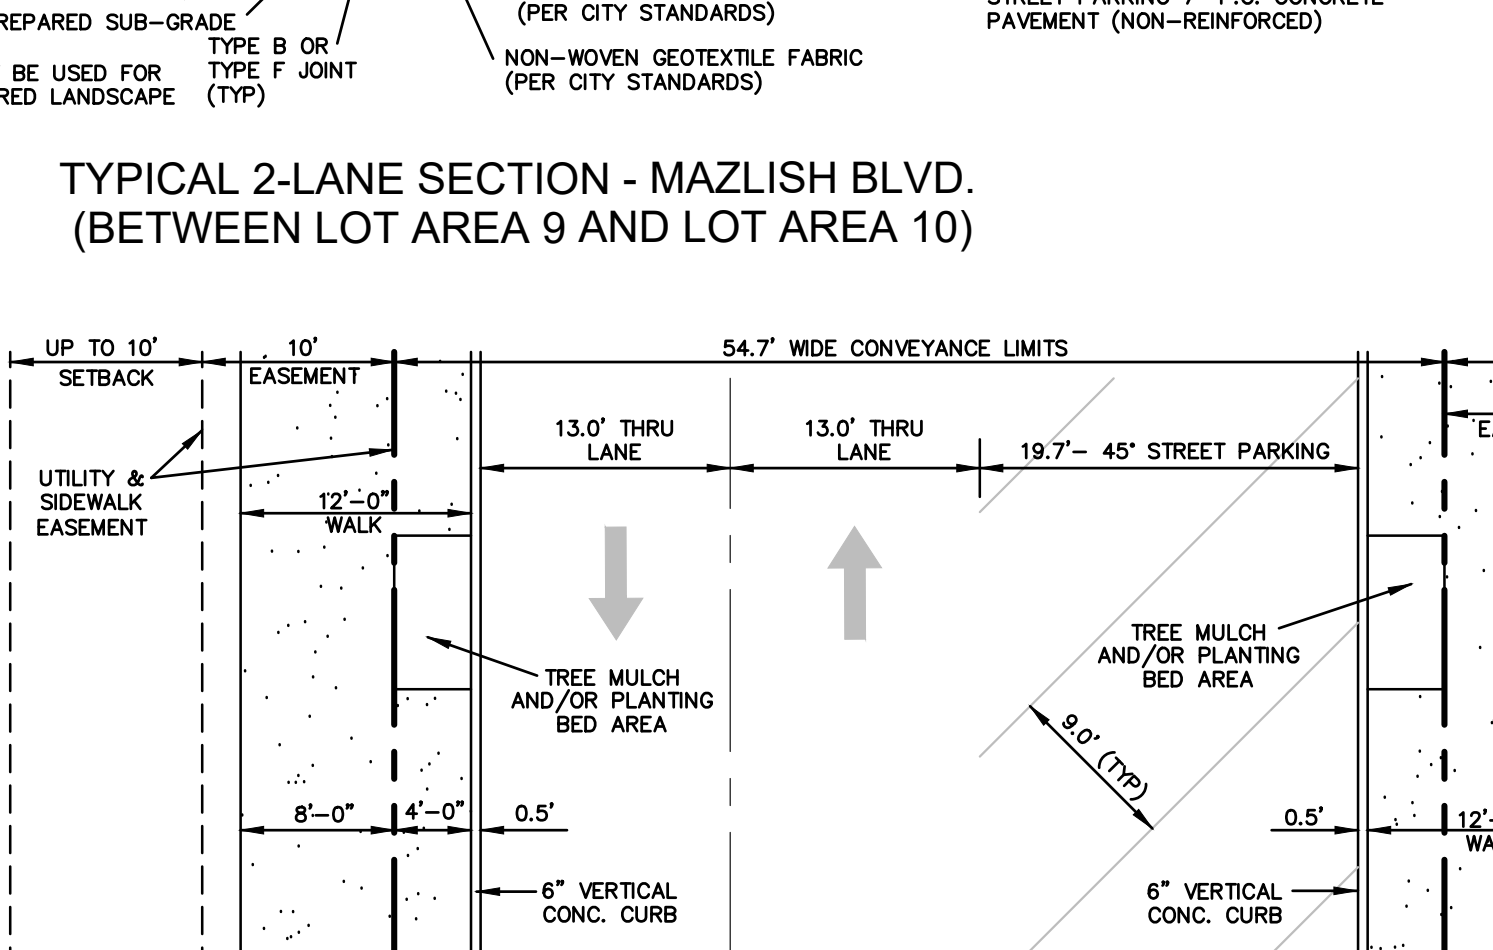 (PER CITY STANDARDS)
PAVEMENT (NON-REINFORCED)
REPARED SUB-GRADE
TYPE B OR
TYPE F JOINT
(TYP)
BE USED FOR
RED LANDSCAPE
NON-WOVEN GEOTEXTILE FABRIC
(PER CITY STANDARDS)
TYPICAL 2-LANE SECTION - MAZLISH BLVD.
(BETWEEN LOT AREA 9 AND LOT AREA 10)
UP TO 10'
SETBACK
10'
EASEMENT
54.7' WIDE CONVEYANCE LIMITS
13.0' THRU
LANE
13.0' THRU
LANE
19.7'- 45° STREET PARKING
UTILITY &
SIDEWALK
EASEMENT
12'-0"
WALK
TREE MULCH
AND/OR PLANTING
BED AREA
TREE MULCH
AND/OR PLANTING
BED AREA
9.0' (TYP)
8'-0"
4'-0"
0.5'
0.5'
12'-
WA
6" VERTICAL
CONC. CURB
6" VERTICAL
CONC. CURB